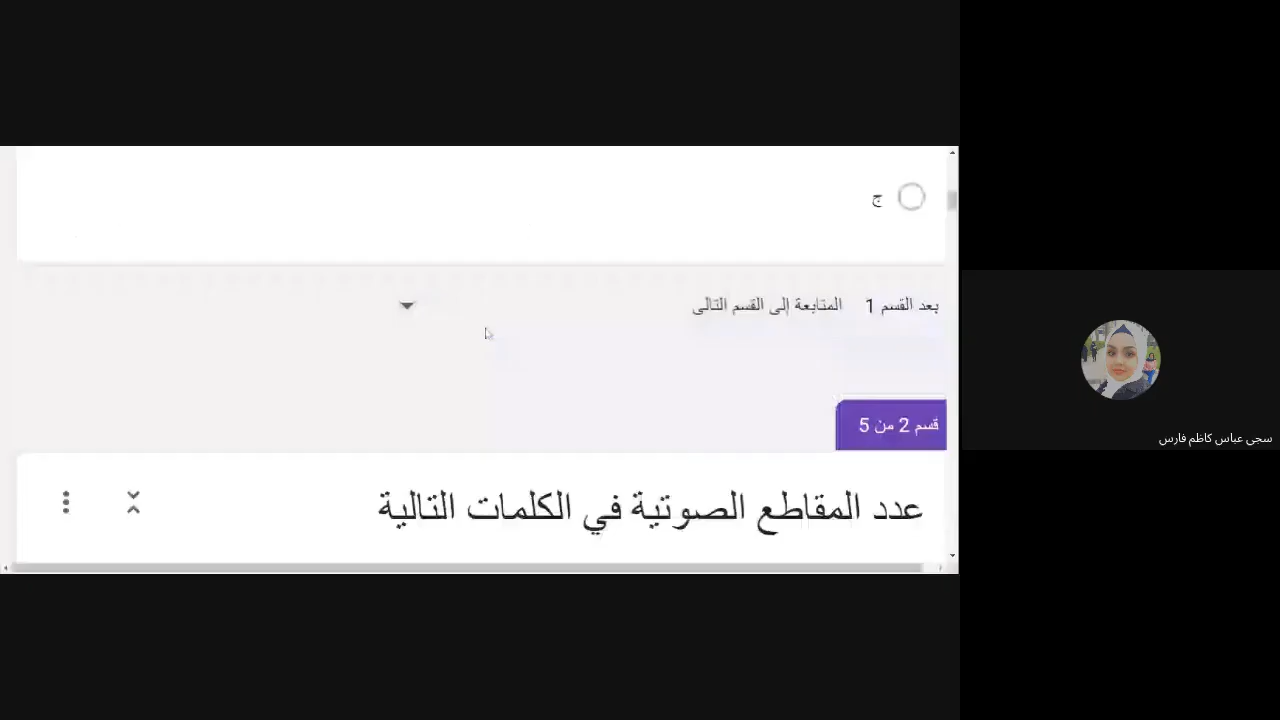 ج
بعد القسم 1 المتابعة إلى القسم التالي
قسم 2 من 5
عدد المقاطع الصوتية في الكلمات التالية
سجى عباس كاظم فارس